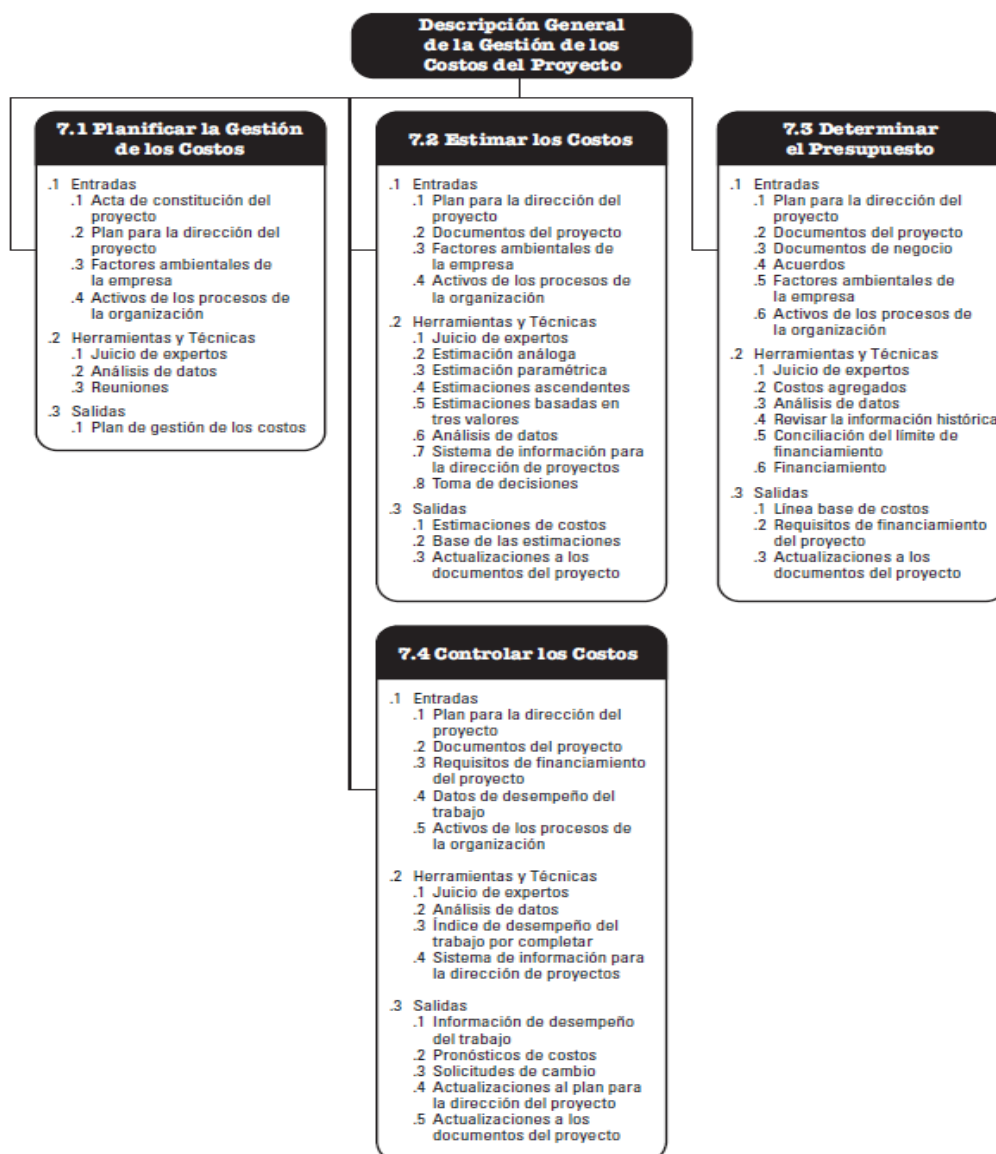 Descripción General
de la Gestión de los
Costos del Proyecto
7.1 Planificar la Gestión
de los Costos
.1 Entradas
.1 Acta de constitución del
proyecto
.2 Plan para la dirección del
proyecto
.3 Factores ambientales de
la empresa
.4 Activos de los procesos de
la organización
.2 Herramientas y Técnicas
.1 Juicio de expertos
.2 Análisis de datos
.3 Reuniones
.3 Salidas
.1 Plan de gestión de los costos
7.2 Estimar los Costos
.1 Entradas
.1 Plan para la dirección del
proyecto
.2 Documentos del proyecto
.3 Factores ambientales de
la empresa
.4 Activos de los procesos de
la organización
.2 Herramientas y Técnicas
.1 Juicio de expertos
.2 Estimación análoga
.3 Estimación paramétrica
.4 Estimaciones ascendentes
.5 Estimaciones basadas en
tres valores
.6 Análisis de datos
.7 Sistema de información para
la dirección de proyectos
.8 Toma de decisiones
.3 Salidas
.1 Estimaciones de costos
.2 Base de las estimaciones
.3 Actualizaciones a los
documentos del proyecto
7.3 Determinar
el Presupuesto
.1 Entradas
.1 Plan para la dirección del
proyecto
.2 Documentos del proyecto
.3 Documentos de negocio
.4 Acuerdos
.5 Factores ambientales de
la empresa
.6 Activos de los procesos de
la organización
.2 Herramientas y Técnicas
.1 Juicio de expertos
.2 Costos agregados
.3 Análisis de datos
.4 Revisar la información histórica
.5 Conciliación del límite de
financiamiento
.6 Financiamiento
.3 Salidas
.1 Línea base de costos
.2 Requisitos de financiamiento
del proyecto
.3 Actualizaciones a los
documentos del proyecto
7.4 Controlar los Costos
.1 Entradas
.1 Plan para la dirección del
proyecto
.2 Documentos del proyecto
.3 Requisitos de financiamiento
del proyecto
.4 Datos de desempeño del
trabajo
.5 Activos de los procesos de
la organización
.2 Herramientas y Técnicas
.1 Juicio de expertos
.2 Análisis de datos
.3 Índice de desempeño del
trabajo por completar
.4 Sistema de información para
la dirección de proyectos
.3 Salidas
.1 Información de desempeño
del trabajo
.2 Pronósticos de costos
.3 Solicitudes de cambio
.4 Actualizaciones al plan para
la dirección del proyecto
.5 Actualizaciones a los
documentos del proyecto